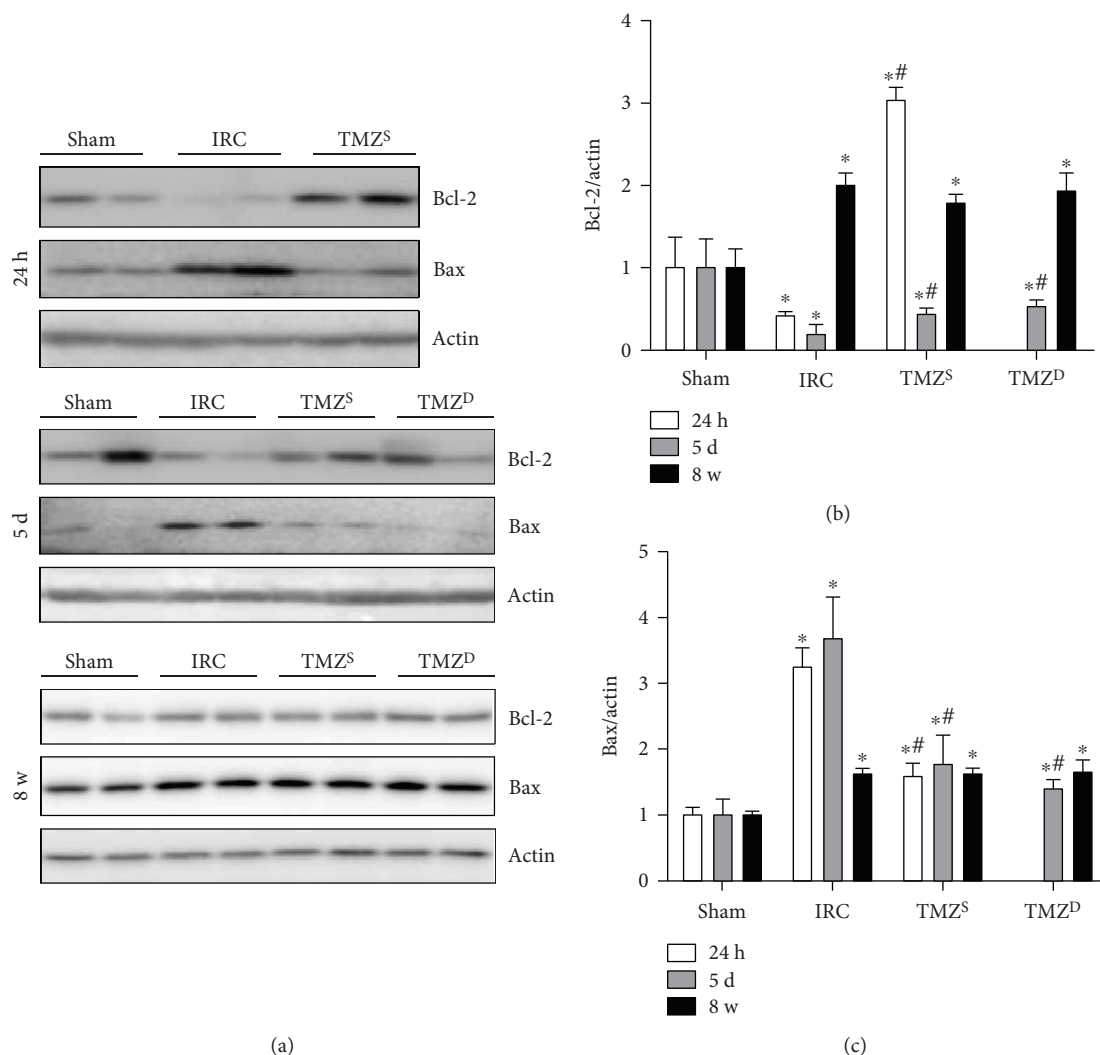 Sham IRC TMZS
Bcl-2
Bax
Actin
24 h
Sham IRC TMZS TMZD
Bcl-2
Bax
Actin
5 d
Sham IRC TMZS TMZD
Bcl-2
Bax
Actin
8 w
(a)
Bcl-2/actin
4
3
2
1
0
* * *
*# *# *
*# *
Sham IRC TMZS TMZD
24 h
5 d
8 w
(b)
Bax/actin
5
4
3
2
1
0
* * *
*# *# *
*# *
Sham IRC TMZS TMZD
24 h
5 d
8 w
(c)